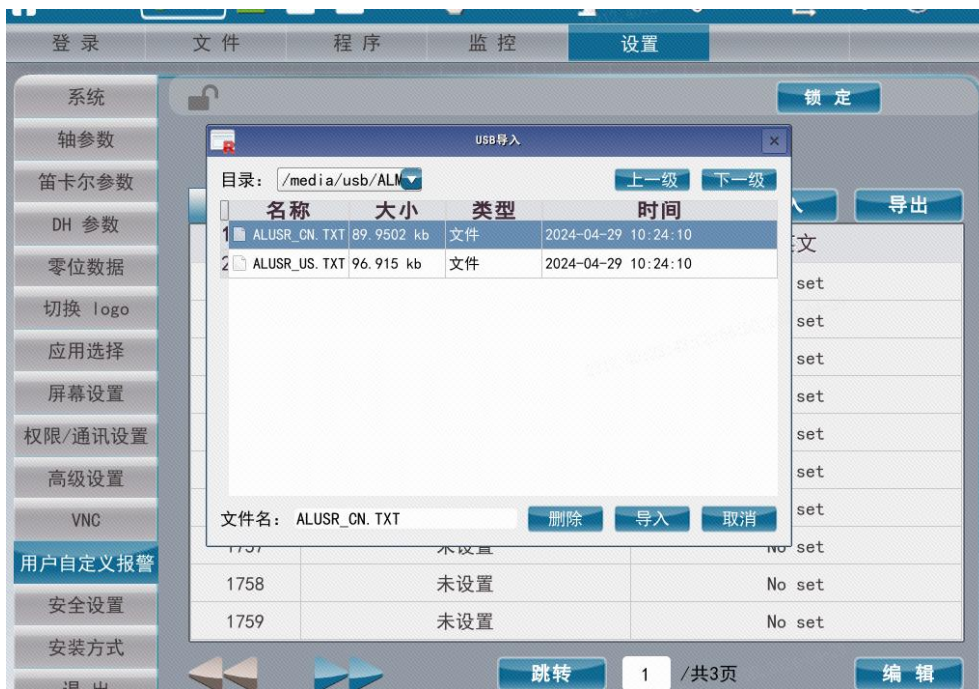 登录 文件 程序 监控 设置
系统
锁定
轴参数
USB导入
目录： /media/usb/ALM 上一级 下一级
笛卡尔参数
导出
名称 大小 类型 时间
DH 参数
1 ALUSR_CN.TXT 89.9502 kb 文件 2024-04-29 10:24:10
文
零位数据
2 ALUSR_US.TXT 96.915 kb 文件 2024-04-29 10:24:10
set
切换 logo
set
应用选择
set
屏幕设置
set
权限/通讯设置
set
高级设置
set
VNC
文件名： ALUSR_CN.TXT 删除 导入 取消
set
用户自定义报警
1757 未设置 No set
1758 未设置 No set
安全设置
1759 未设置 No set
安装方式
跳转 1 /共3页 编辑
退出